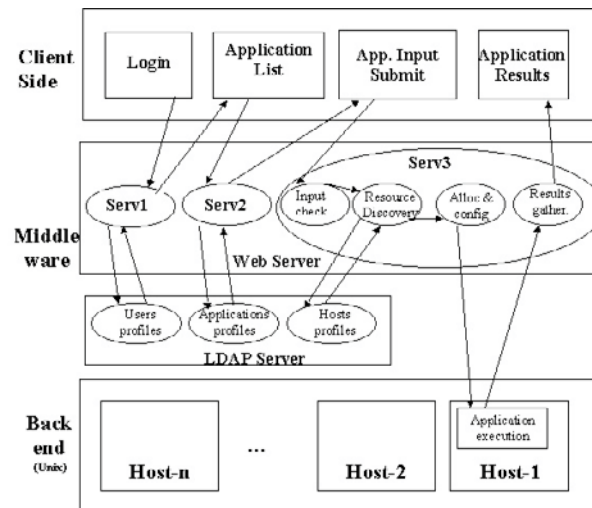 Client
Side
Login
Application
List
App. Input
Submit
Application
Results
Middle
ware
Serv1
Serv2
Serv3
Input
check
Resource
Discovery
Alloc &
config
Results
gather.
Web Server
Users
profiles
Applications
profiles
Hosts
profiles
LDAP Server
Back
end
(Unix)
Host-n
...
Host-2
Application
execution
Host-1